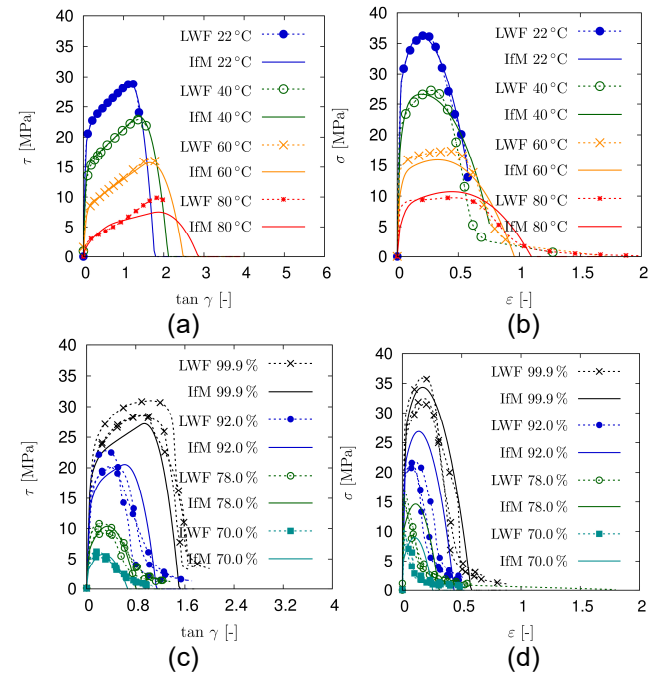 40
35
30
25
20
15
10
5
0
τ [MPa]
LWF 22 °C
IfM 22 °C
LWF 40 °C
IfM 40 °C
LWF 60 °C
IfM 60 °C
LWF 80 °C
IfM 80 °C
0 1 2 3 4 5 6
tan γ [-]
(a)
40
35
30
25
20
15
10
5
0
σ [MPa]
LWF 22 °C
IfM 22 °C
LWF 40 °C
IfM 40 °C
LWF 60 °C
IfM 60 °C
LWF 80 °C
IfM 80 °C
0 0.5 1 1.5 2
ε [-]
(b)
40
35
30
25
20
15
10
5
0
τ [MPa]
LWF 99.9 %
IfM 99.9 %
LWF 92.0 %
IfM 92.0 %
LWF 78.0 %
IfM 78.0 %
LWF 70.0 %
IfM 70.0 %
0 0.8 1.6 2.4 3.2 4
tan γ [-]
(c)
40
35
30
25
20
15
10
5
0
σ [MPa]
LWF 99.9 %
IfM 99.9 %
LWF 92.0 %
IfM 92.0 %
LWF 78.0 %
IfM 78.0 %
LWF 70.0 %
IfM 70.0 %
0 0.5 1 1.5 2
ε [-]
(d)